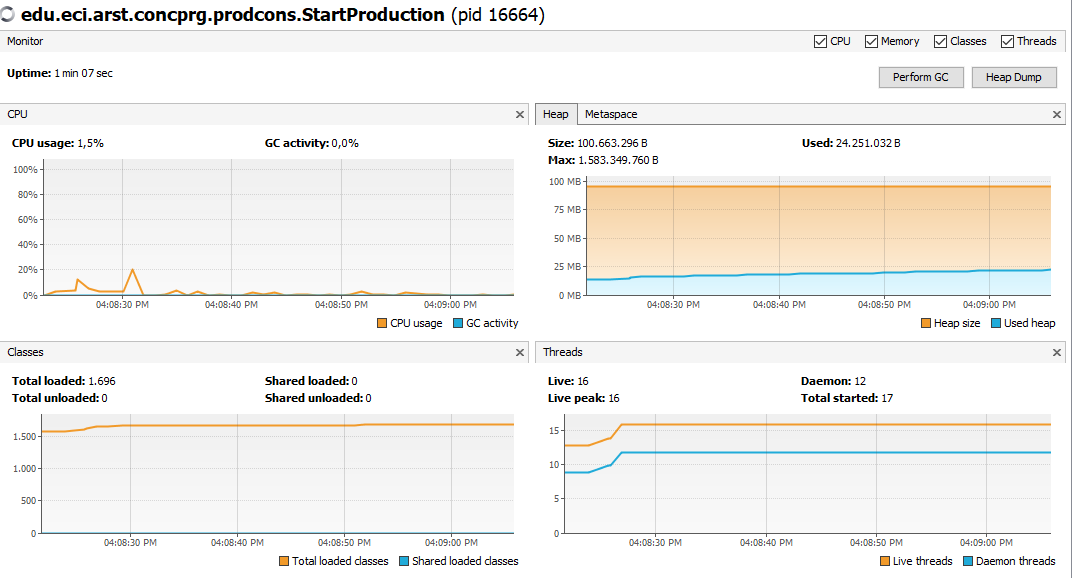 edu.eci.arst.concprg.prodcons.StartProduction (pid 16664)
Monitor
CPU Memory Classes Threads
Uptime: 1 min 07 sec
Perform GC Heap Dump
CPU
CPU usage: 1,5% GC activity: 0,0%
100%
80%
60%
40%
20%
0%
04:08:30 PM 04:08:40 PM 04:08:50 PM 04:09:00 PM
CPU usage GC activity
Heap Metaspace
Size: 100.663.296 B Used: 24.251.032 B
Max: 1.583.349.760 B
100 MB
75 MB
50 MB
25 MB
0 MB
04:08:30 PM 04:08:40 PM 04:08:50 PM 04:09:00 PM
Heap size Used heap
Classes
Total loaded: 1.696 Shared loaded: 0
Total unloaded: 0 Shared unloaded: 0
1.500
1.000
500
0
04:08:30 PM 04:08:40 PM 04:08:50 PM 04:09:00 PM
Total loaded classes Shared loaded classes
Threads
Live: 16 Daemon: 12
Live peak: 16 Total started: 17
15
10
5
0
04:08:30 PM 04:08:40 PM 04:08:50 PM 04:09:00 PM
Live threads Daemon threads